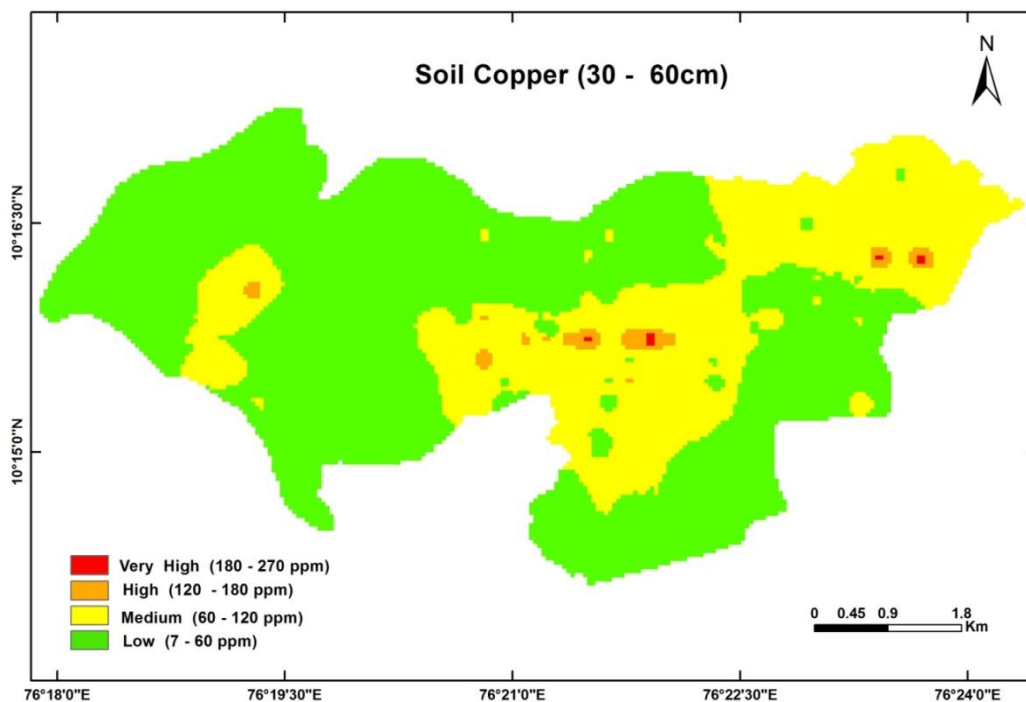 N
Soil Copper (30 - 60cm)
10°16'30"N
10°15'0"N
Very High (180 - 270 ppm)
High (120 - 180 ppm)
Medium (60 - 120 ppm)
Low (7 - 60 ppm)
0 0.45 0.9 1.8
Km
76°18'0"E 76°19'30"E 76°21'0"E 76°22'30"E 76°24'0"E